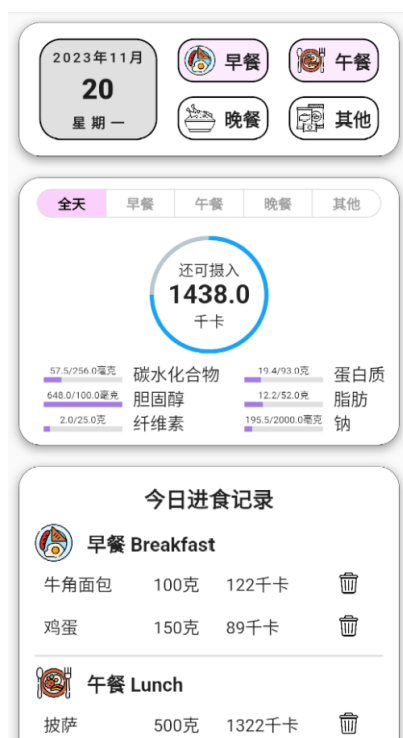 2023年11月
20
星期一
早餐
午餐
晚餐
其他
全天 早餐 午餐 晚餐 其他
还可摄入
1438.0
千卡
57.5/256.0毫克 碳水化合物 19.4/93.0克 蛋白质
648.0/100.0毫克 胆固醇 12.2/52.0克 脂肪
2.0/25.0克 纤维素 195.5/2000.0毫克 钠
今日进食记录
早餐 Breakfast
牛角面包 100克 122千卡
鸡蛋 150克 89千卡
午餐 Lunch
披萨 500克 1322千卡